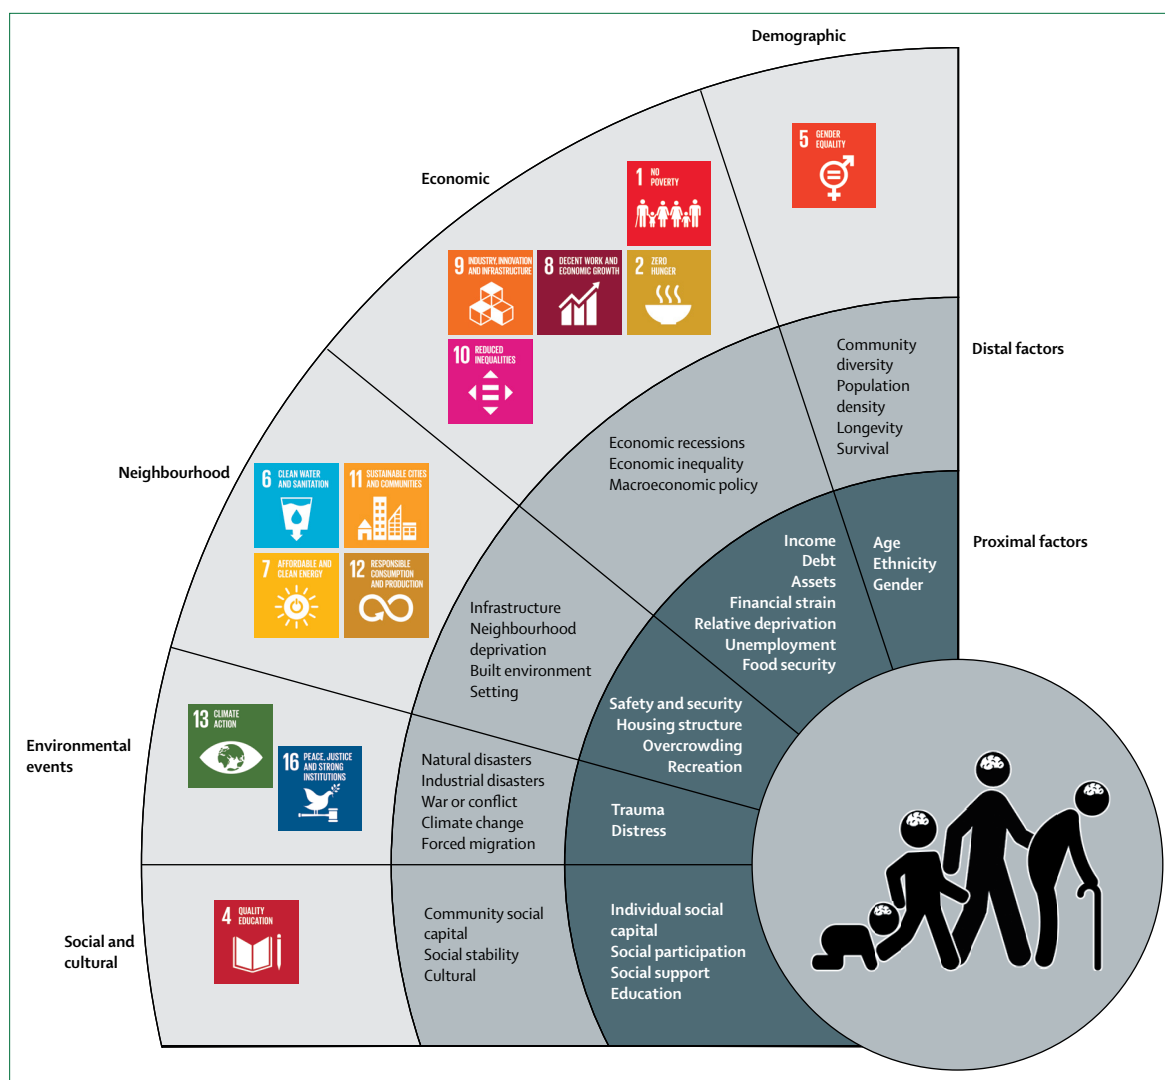 Demographic
5 GENDER
EQUALITY
Economic
1 NO
POVERTY
9 INDUSTRY, INNOVATION
AND INFRASTRUCTURE
8 DECENT WORK AND
ECONOMIC GROWTH
2 ZERO
HUNGER
10 REDUCED
INEQUALITIES
Distal factors
Community
diversity
Population
density
Longevity
Survival
Economic recessions
Economic inequality
Macroeconomic policy
Neighbourhood
6 CLEAN WATER
AND SANITATION
11 SUSTAINABLE CITIES
AND COMMUNITIES
7 AFFORDABLE AND
CLEAN ENERGY
12 RESPONSIBLE
CONSUMPTION
AND PRODUCTION
Proximal factors
Age
Ethnicity
Gender
Income
Debt
Assets
Financial strain
Relative deprivation
Unemployment
Food security
Infrastructure
Neighbourhood
deprivation
Built environment
Setting
Safety and security
Housing structure
Overcrowding
Recreation
Environmental
events
13 CLIMATE
ACTION
16 PEACE, JUSTICE
AND STRONG
INSTITUTIONS
Natural disasters
Industrial disasters
War or conflict
Climate change
Forced migration
Trauma
Distress
Social and
cultural
4 QUALITY
EDUCATION
Community social
capital
Social stability
Cultural
Individual social
capital
Social participation
Social support
Education